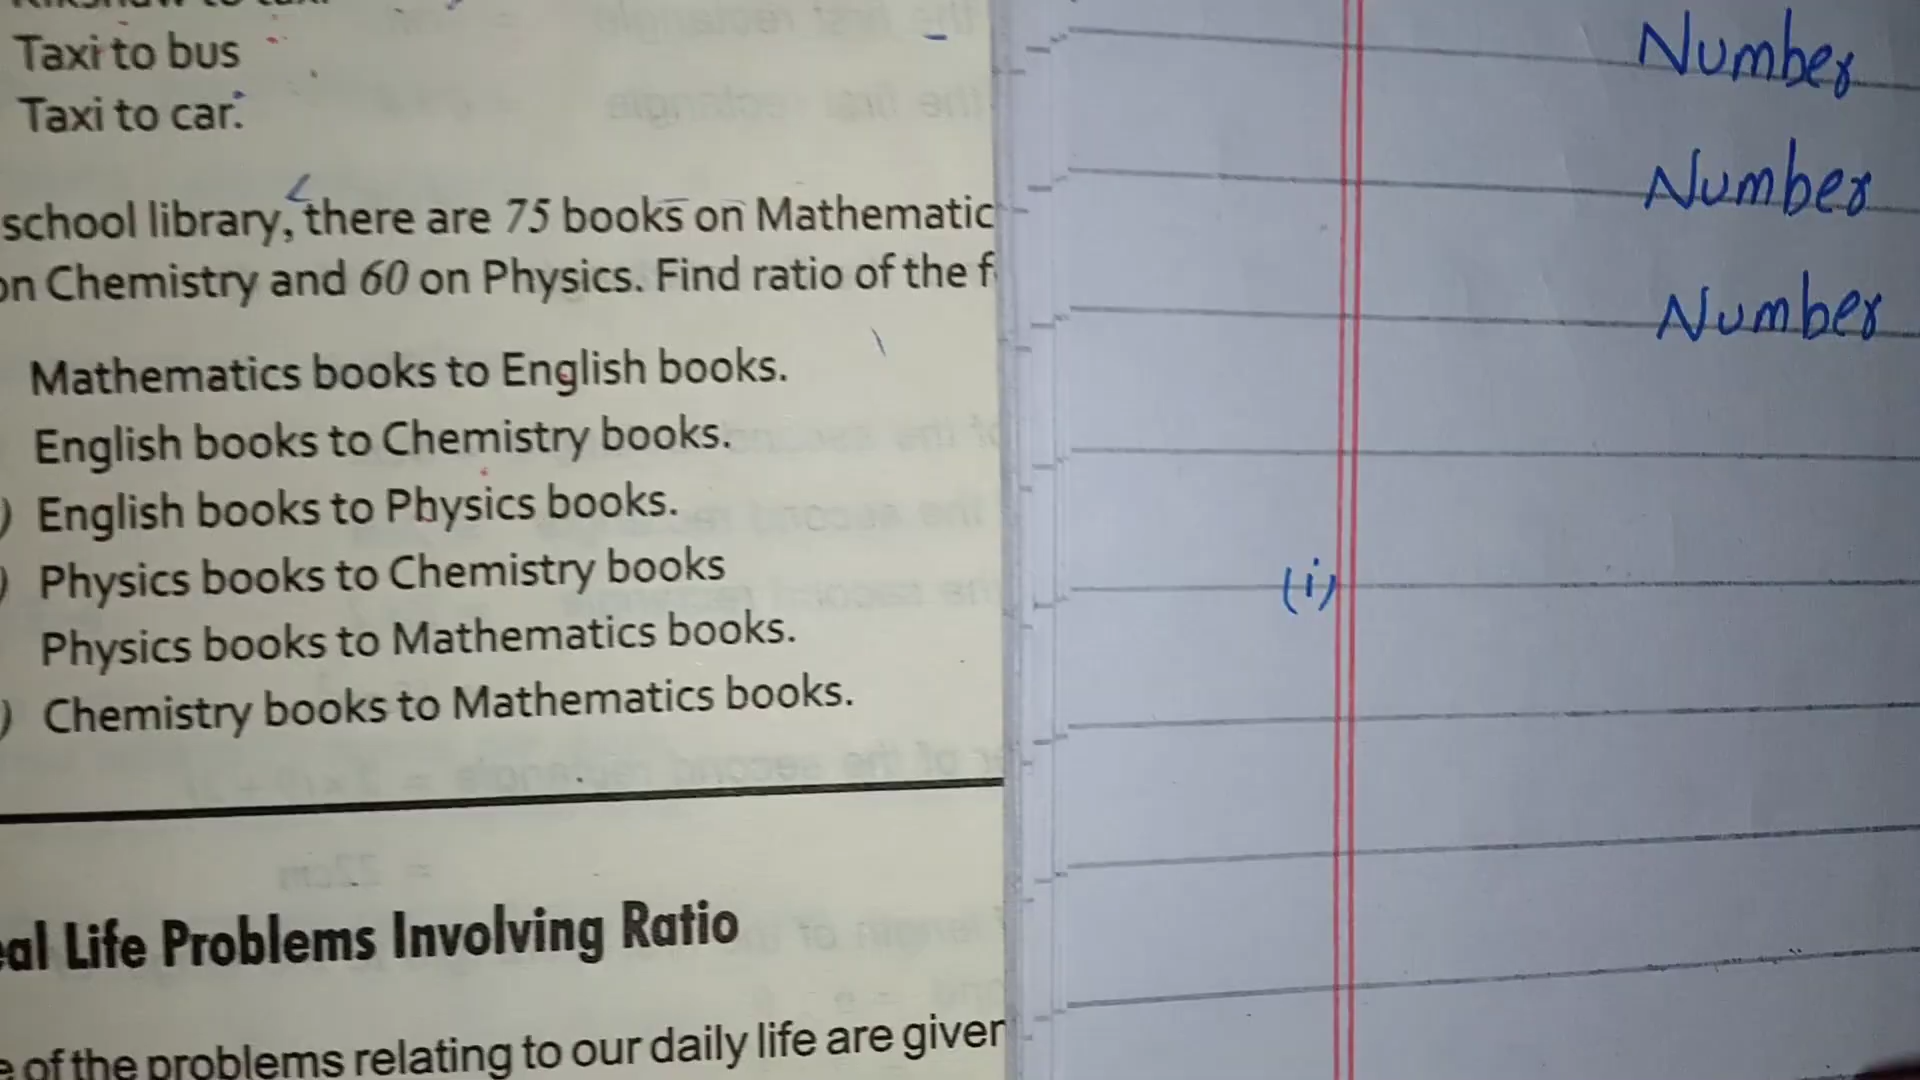 Taxi to bus
Taxi to car.
school library, there are 75 books on Mathematic
on Chemistry and 60 on Physics. Find ratio of the f
Mathematics books to English books.
English books to Chemistry books.
) English books to Physics books.
) Physics books to Chemistry books
Physics books to Mathematics books.
) Chemistry books to Mathematics books.
al Life Problems Involving Ratio
of the problems relating to our daily life are given
Number
Number
Number
(i)